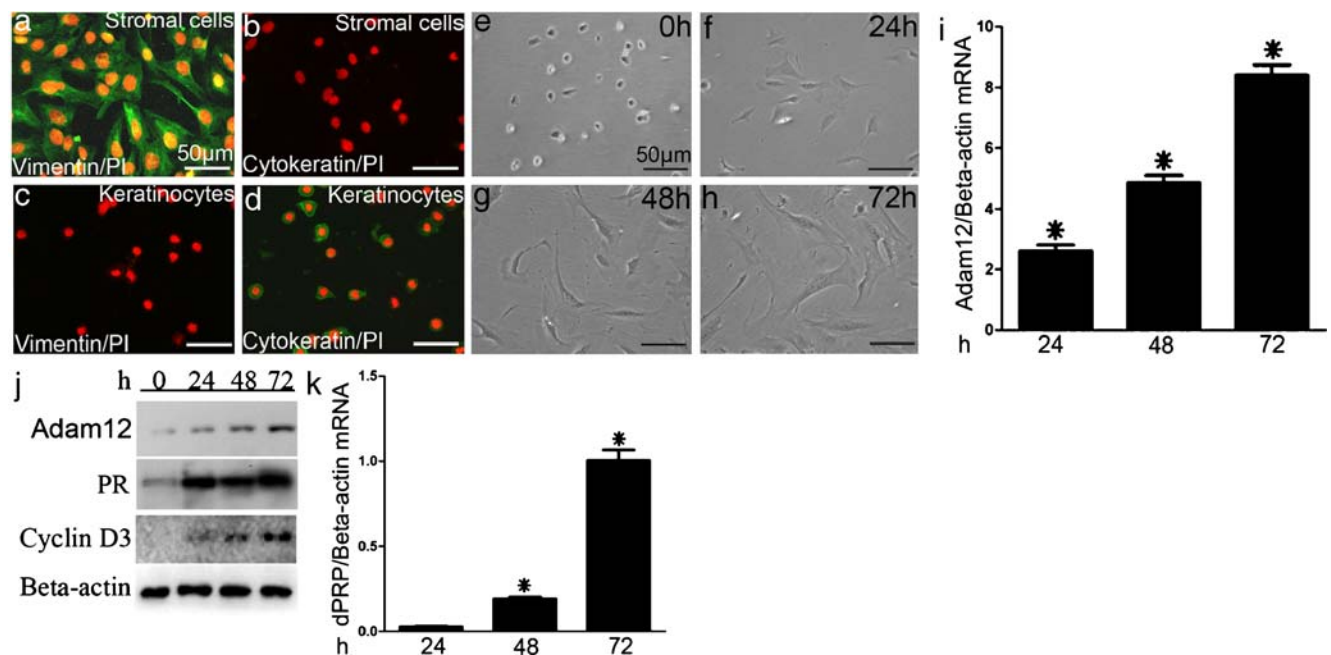 a Stromal cells
Vimentin/PI 50µm
b Stromal cells
Cytokeratin/PI
c Keratinocytes
Vimentin/PI
d Keratinocytes
Cytokeratin/PI
e 0h
50µm
f 24h
g 48h
h 72h
i
Adam12/Beta-actin mRNA
10
8
6
4
2
0
* * *
h 24 48 72
j
h 0 24 48 72
Adam12
PR
Cyclin D3
Beta-actin
k
dPRP/Beta-actin mRNA
1.5
1.0
0.5
0.0
* *
h 24 48 72